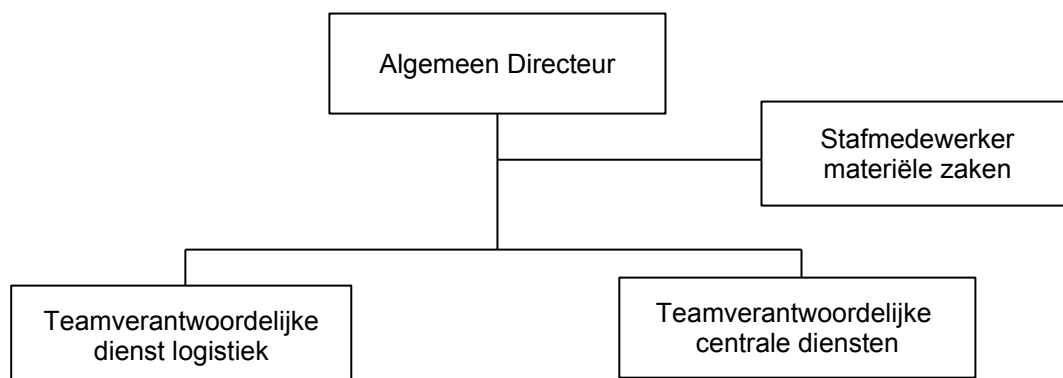 Algemeen Directeur
Stafmedewerker
materiële zaken
Teamverantwoordelijke
dienst logistiek
Teamverantwoordelijke
centrale diensten